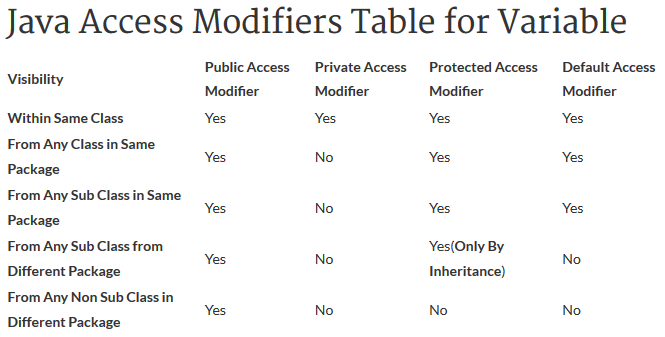 Java Access Modifiers Table for Variable
Visibility Public Access Modifier Private Access Modifier Protected Access Modifier Default Access Modifier
Within Same Class Yes Yes Yes Yes
From Any Class in Same Package Yes No Yes Yes
From Any Sub Class in Same Package Yes No Yes Yes
From Any Sub Class from Different Package Yes No Yes(Only By Inheritance) No
From Any Non Sub Class in Different Package Yes No No No